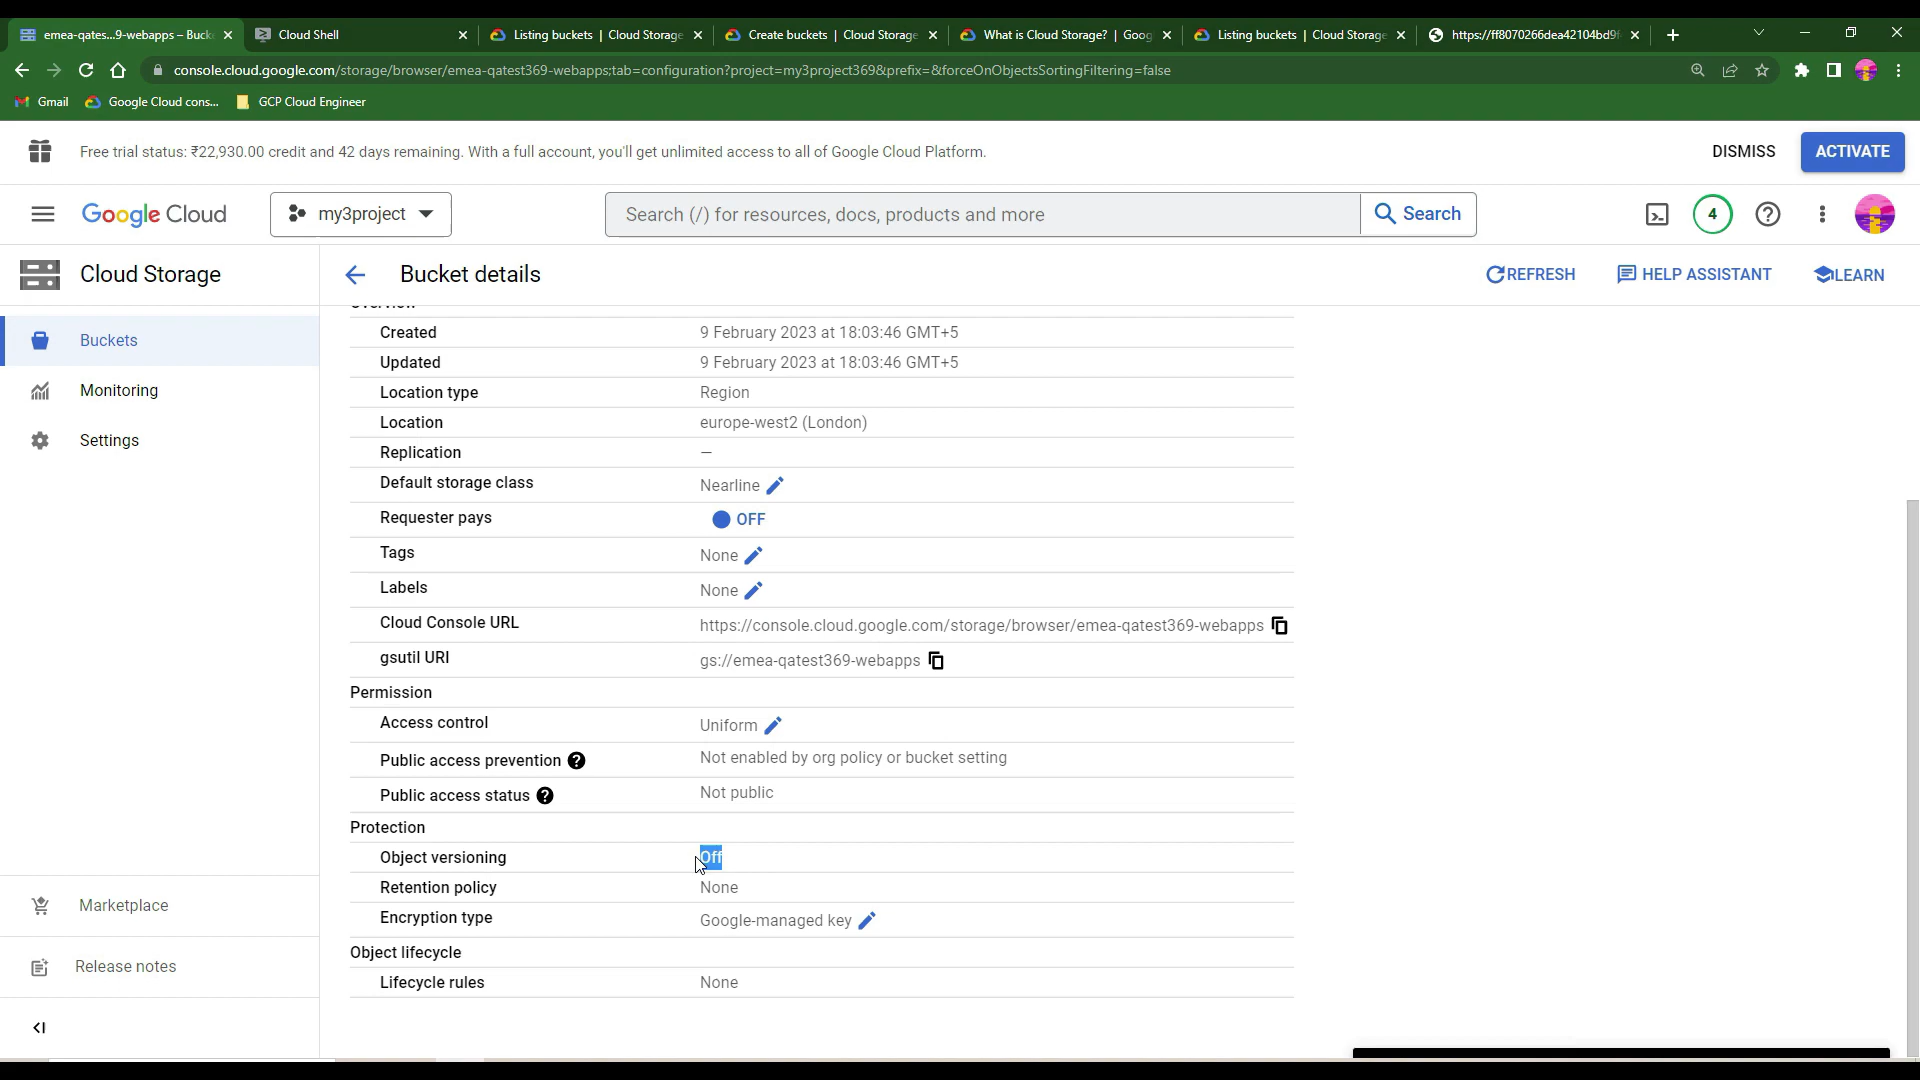 emea-qates...9-webapps – Buck
Cloud Shell
Listing buckets | Cloud Storage
Create buckets | Cloud Storage
What is Cloud Storage? | Goog
Listing buckets | Cloud Storage
https://ff8070266dea42104bd9f
console.cloud.google.com/storage/browser/emea-qatest369-webapps;tab=configuration?project=my3project369&prefix=&forceOnObjectsSortingFiltering=false
Gmail
Google Cloud cons...
GCP Cloud Engineer
Free trial status: ₹22,930.00 credit and 42 days remaining. With a full account, you'll get unlimited access to all of Google Cloud Platform.
DISMISS
ACTIVATE
Google Cloud
my3project
Search (/) for resources, docs, products and more
Search
4
Cloud Storage
Bucket details
REFRESH
HELP ASSISTANT
LEARN
Buckets
Monitoring
Settings
Marketplace
Release notes
Overview
Created 9 February 2023 at 18:03:46 GMT+5
Updated 9 February 2023 at 18:03:46 GMT+5
Location type Region
Location europe-west2 (London)
Replication —
Default storage class Nearline
Requester pays OFF
Tags None
Labels None
Cloud Console URL https://console.cloud.google.com/storage/browser/emea-qatest369-webapps
gsutil URI gs://emea-qatest369-webapps
Permission
Access control Uniform
Public access prevention Not enabled by org policy or bucket setting
Public access status Not public
Protection
Object versioning Off
Retention policy None
Encryption type Google-managed key
Object lifecycle
Lifecycle rules None